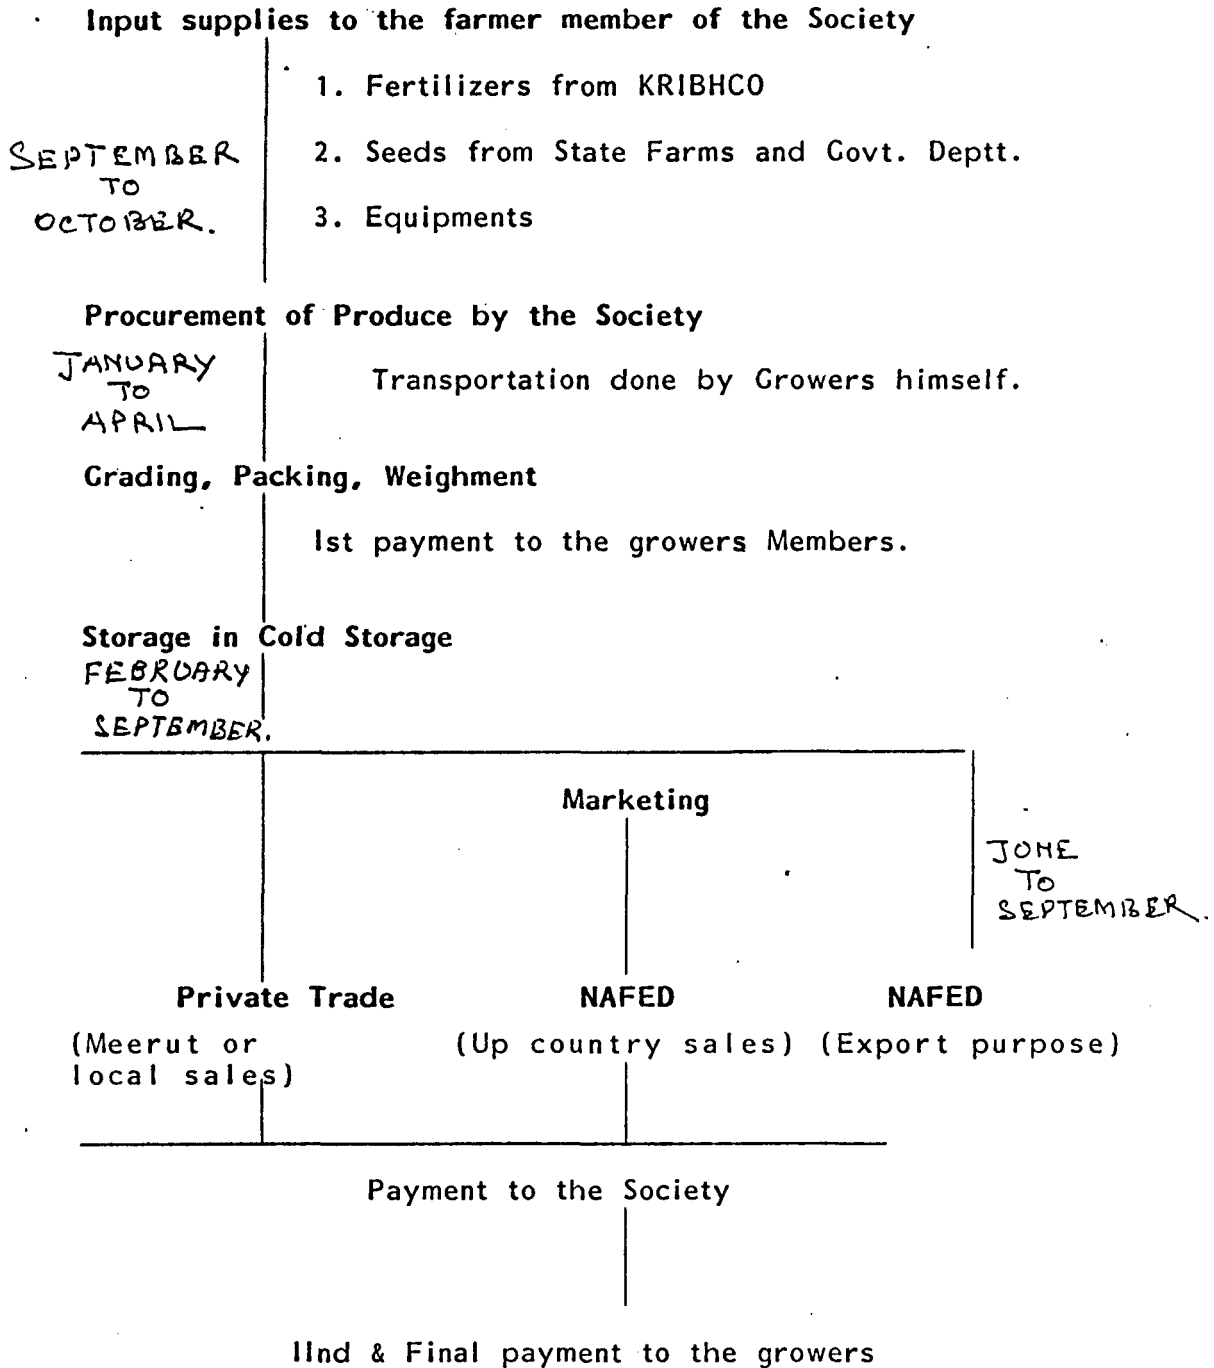 Input supplies to the farmer member of the Society
1. Fertilizers from KRIBHCO
SEPTEMBER
TO
OCTOBER.
2. Seeds from State Farms and Govt. Deptt.
3. Equipments
Procurement of Produce by the Society
JANUARY
TO
APRIL
Transportation done by Growers himself.
Grading, Packing, Weighment
Ist payment to the growers Members.
Storage in Cold Storage
FEBRUARY
TO
SEPTEMBER.
Marketing
JUNE
TO
SEPTEMBER.
Private Trade
(Meerut or
local sales)
NAFED
(Up country sales)
NAFED
(Export purpose)
Payment to the Society
IInd & Final payment to the growers